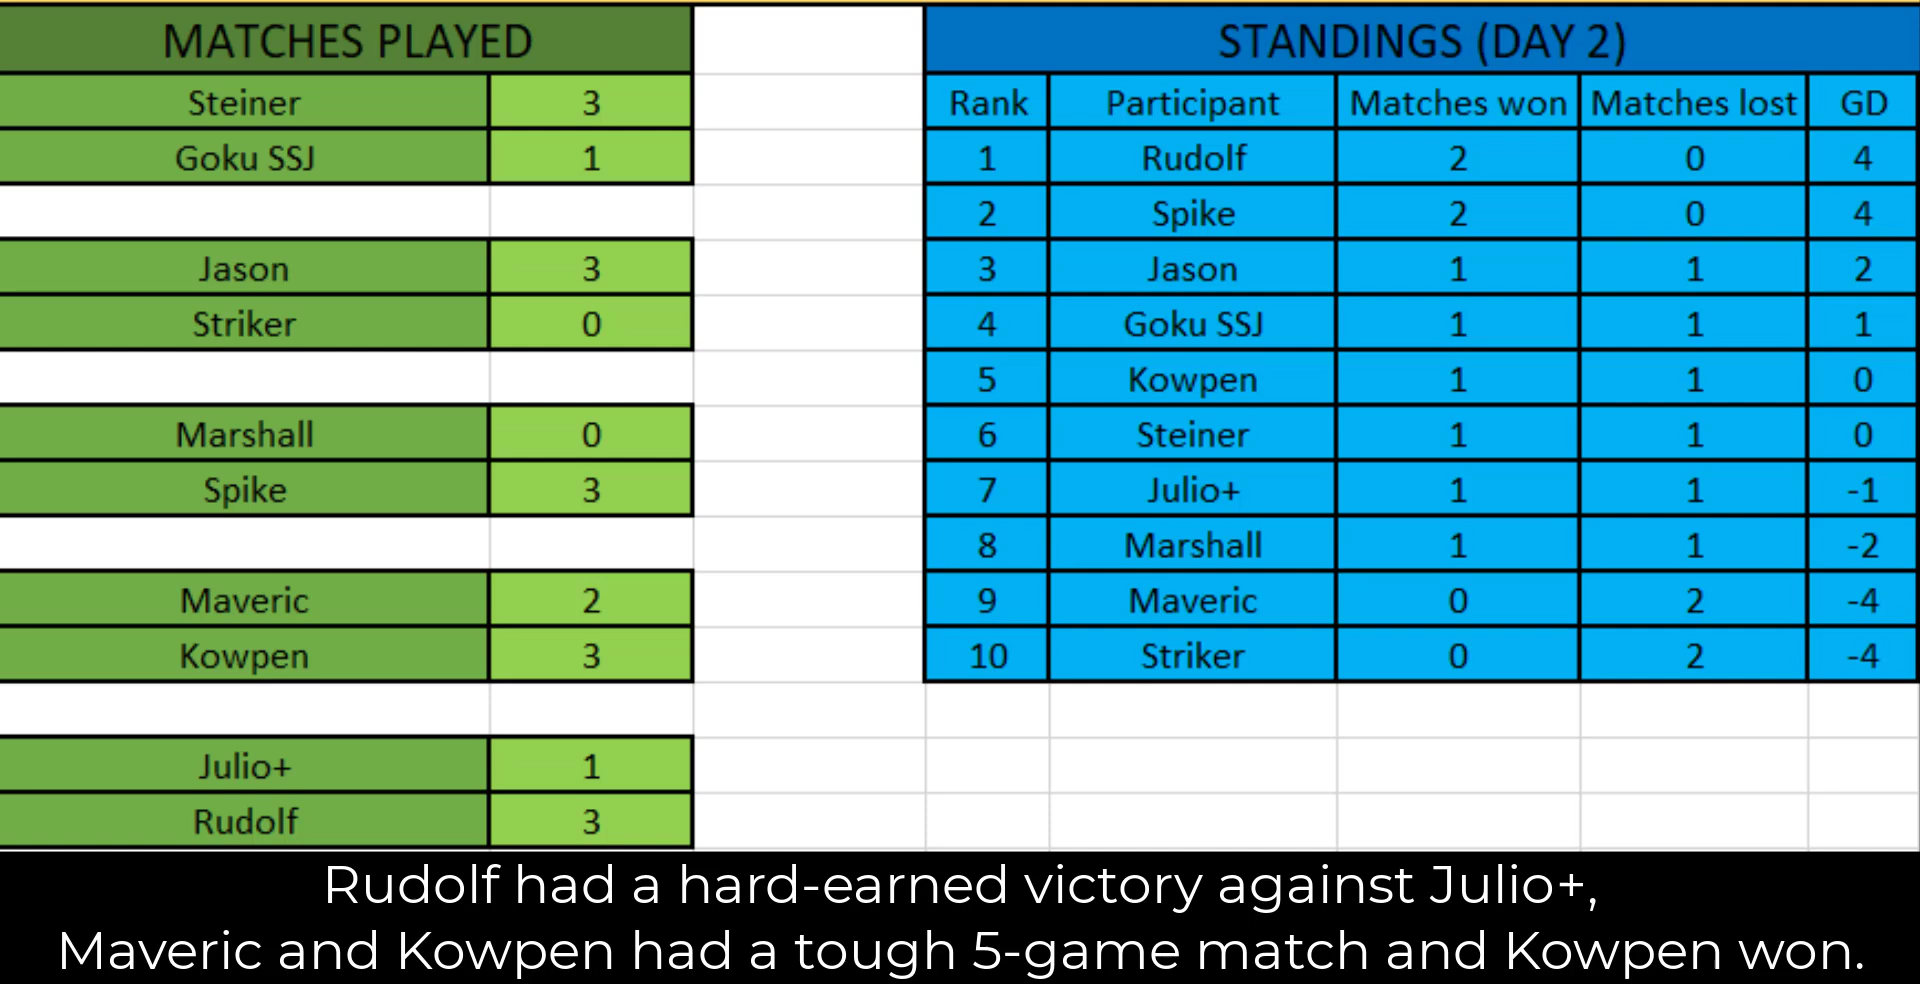 MATCHES PLAYED
Steiner 3
Goku SSJ 1
Jason 3
Striker 0
Marshall 0
Spike 3
Maveric 2
Kowpen 3
Julio+ 1
Rudolf 3
STANDINGS (DAY 2)
Rank Participant Matches won Matches lost GD
1 Rudolf 2 0 4
2 Spike 2 0 4
3 Jason 1 1 2
4 Goku SSJ 1 1 1
5 Kowpen 1 1 0
6 Steiner 1 1 0
7 Julio+ 1 1 -1
8 Marshall 1 1 -2
9 Maveric 0 2 -4
10 Striker 0 2 -4
Rudolf had a hard-earned victory against Julio+,
Maveric and Kowpen had a tough 5-game match and Kowpen won.